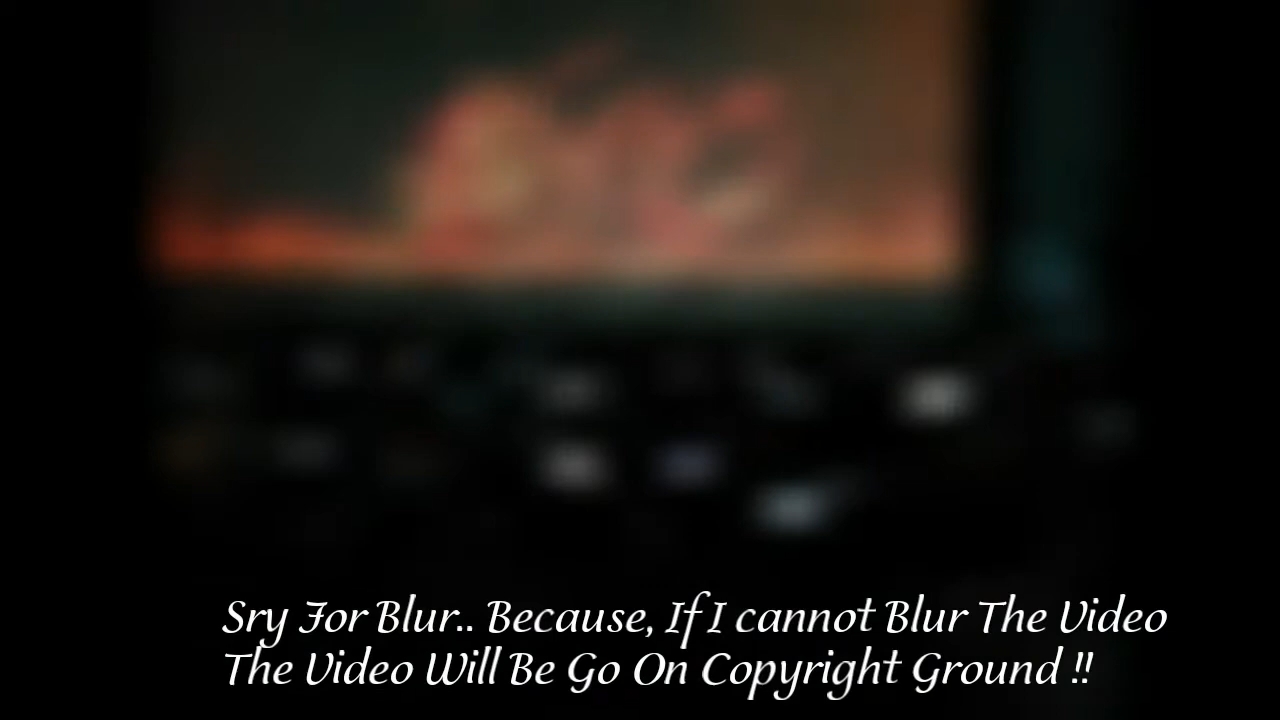 Sry For Blur.. Because, If I cannot Blur The Video
The Video Will Be Go On Copyright Ground !!